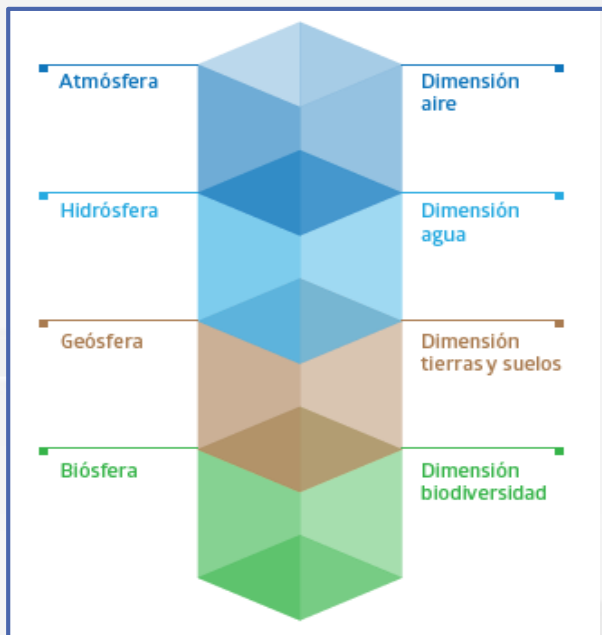 Atmósfera
Dimensión
aire
Hidrósfera
Dimensión
agua
Geósfera
Dimensión
tierras y suelos
Biósfera
Dimensión
biodiversidad